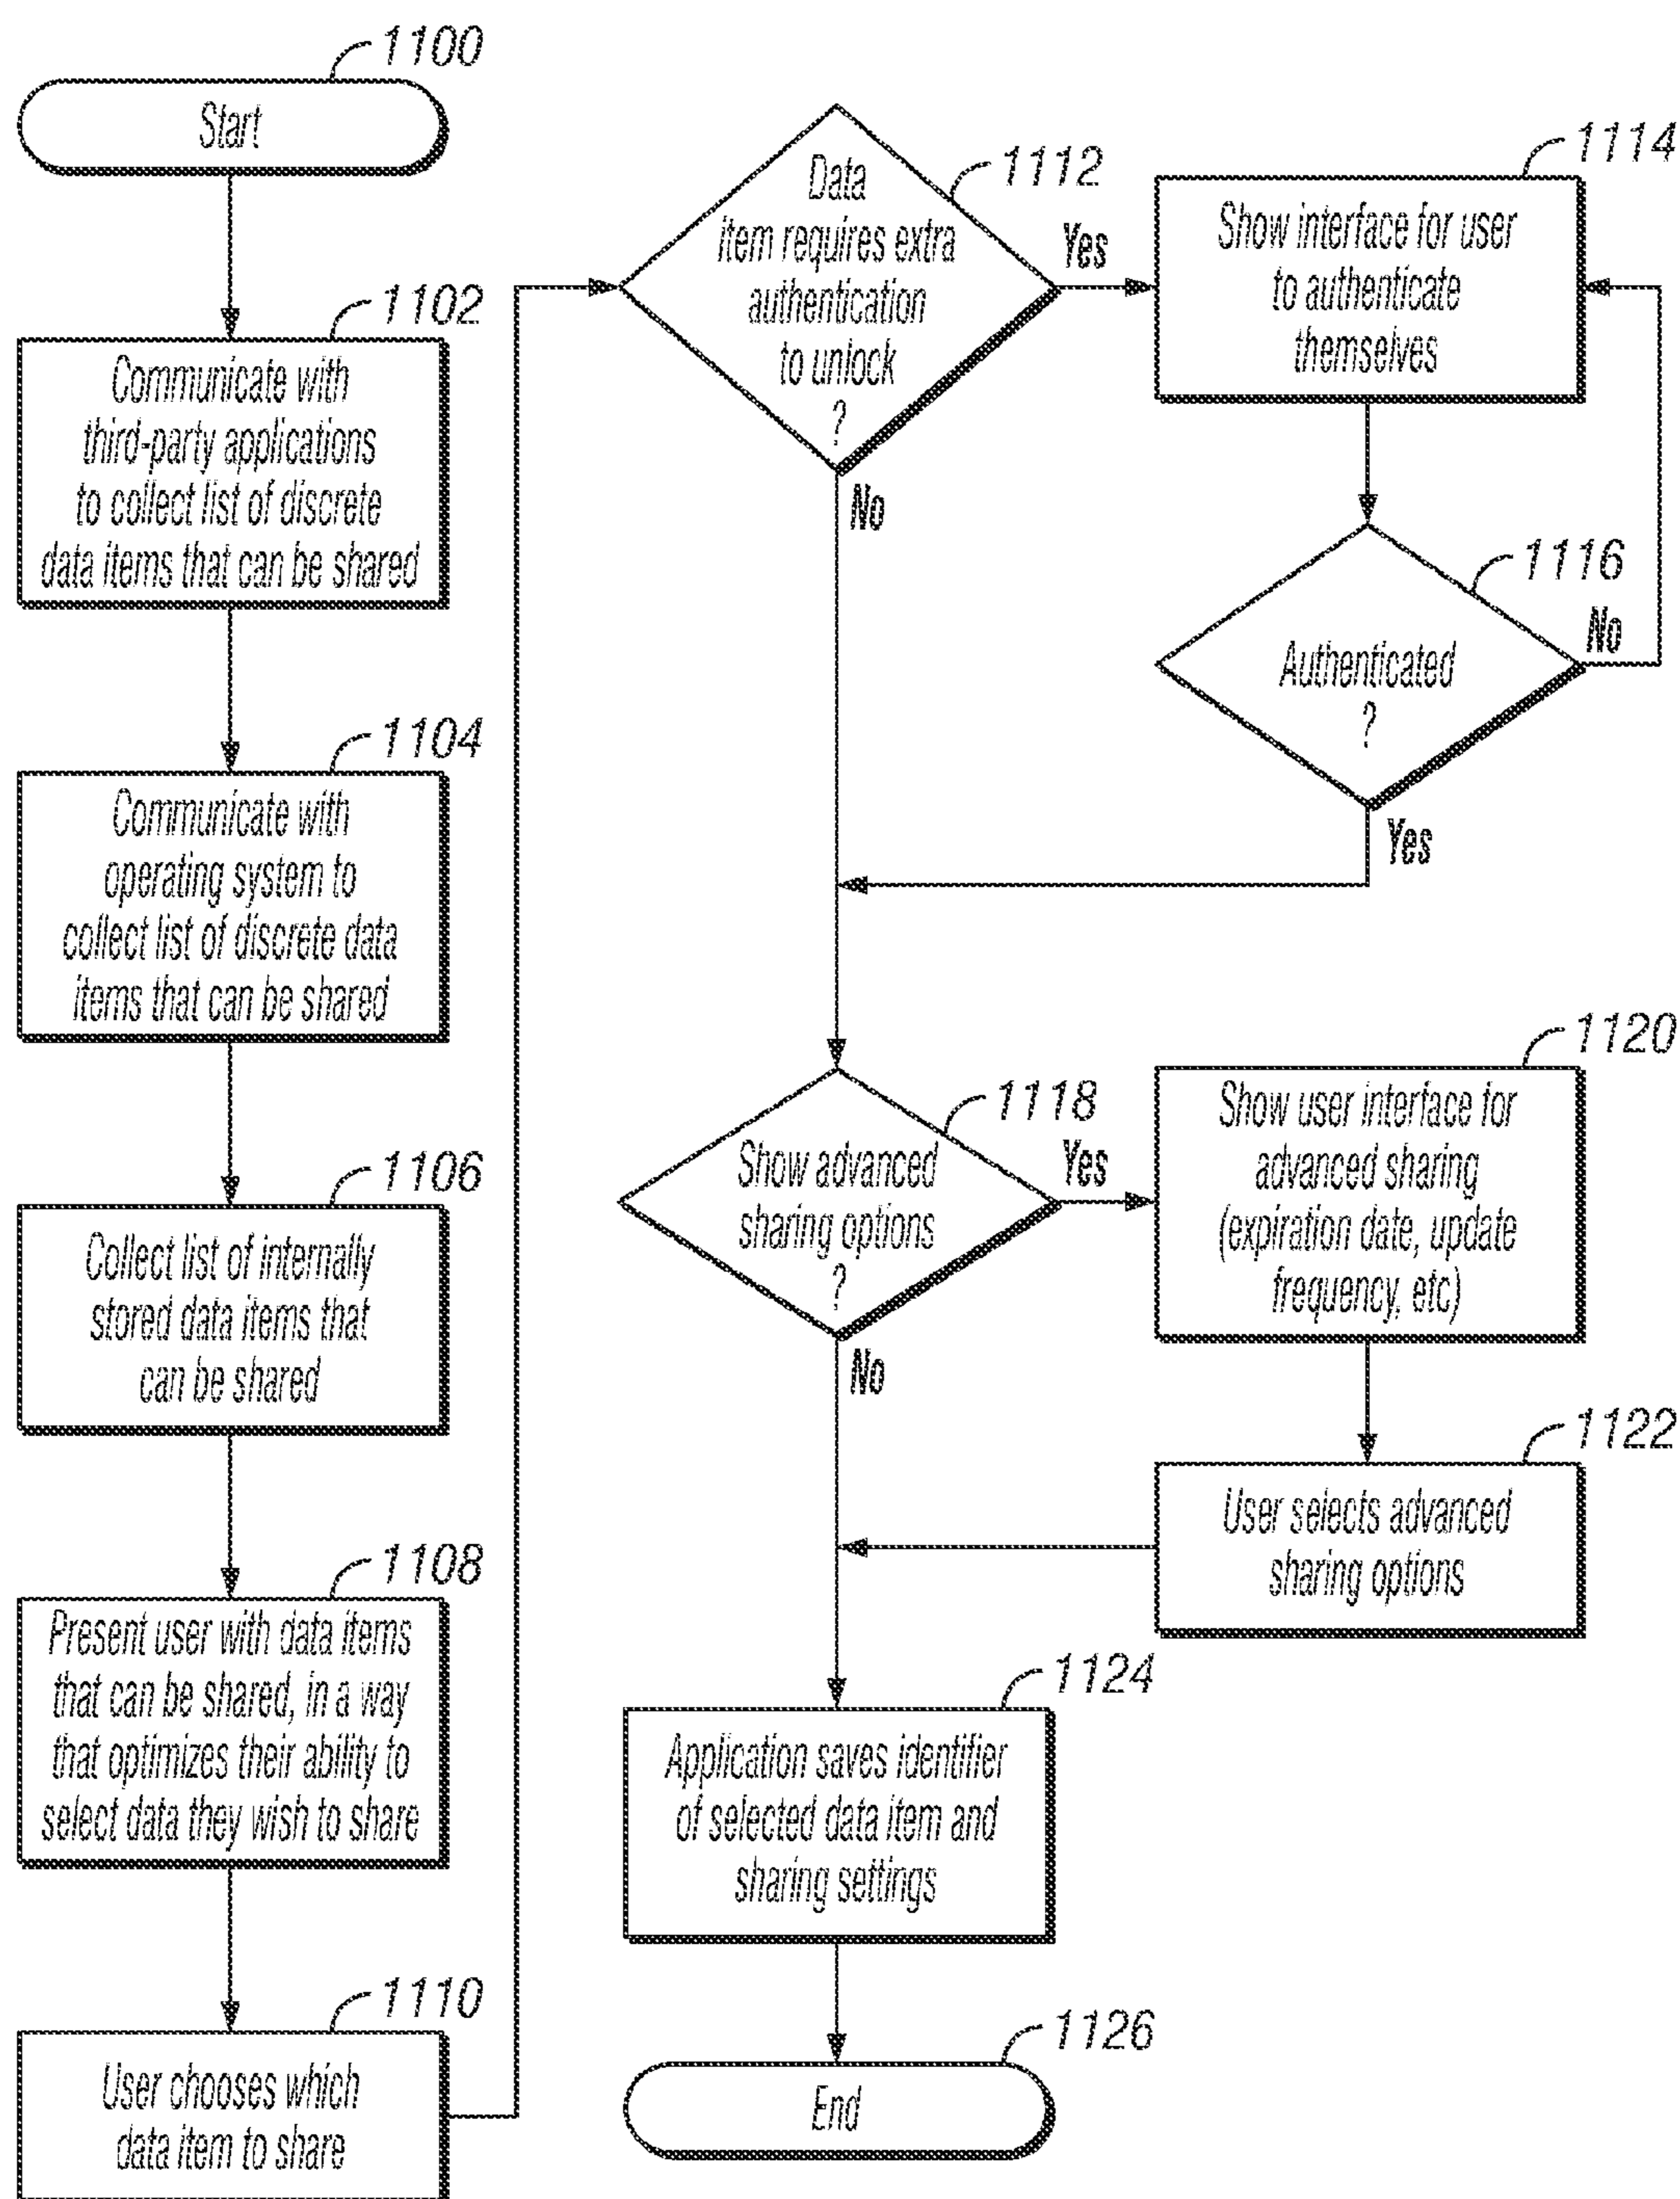 1100
Start
1102
Communicate with
third-party applications
to collect list of discrete
data items that can be shared
1104
Communicate with
operating system to
collect list of discrete data
items that can be shared
1106
Collect list of internally
stored data items that
can be shared
1108
Present user with data items
that can be shared, in a way
that optimizes their ability to
select data they wish to share
1110
User chooses which
data item to share
1112
Data
item requires extra
authentication
to unlock
?
Yes
No
1114
Show interface for user
to authenticate
themselves
1116
Authenticated
?
No
Yes
1118
Show advanced
sharing options
?
Yes
No
1120
Show user interface for
advanced sharing
(expiration date, update
frequency, etc)
1122
User selects advanced
sharing options
1124
Application saves identifier
of selected data item and
sharing settings
1126
End